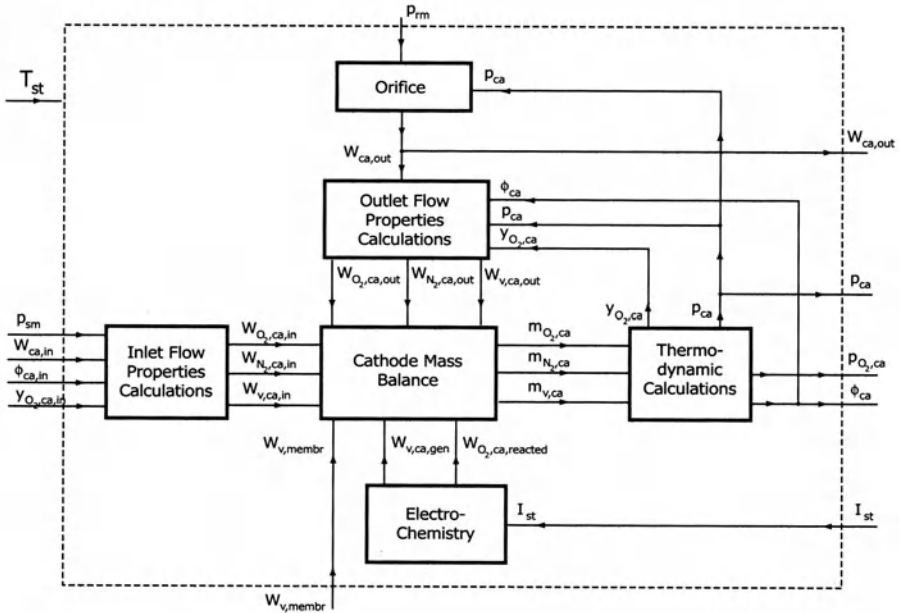 p_rm
T_st
Orifice
p_ca
W_ca,out
W_ca,out
Outlet Flow
Properties
Calculations
ϕ_ca
p_ca
y_O₂,ca
W_O₂,ca,out
W_N₂,ca,out
W_v,ca,out
y_O₂,ca
p_ca
p_ca
p_sm
W_ca,in
ϕ_ca,in
y_O₂,ca,in
Inlet Flow
Properties
Calculations
W_O₂,ca,in
W_N₂,ca,in
W_v,ca,in
Cathode Mass
Balance
m_O₂,ca
m_N₂,ca
m_v,ca
Thermo-
dynamic
Calculations
p_O₂,ca
ϕ_ca
W_v,membr
W_v,ca,gen
W_O₂,ca,reacted
Electro-
Chemistry
I_st
I_st
W_v,membr